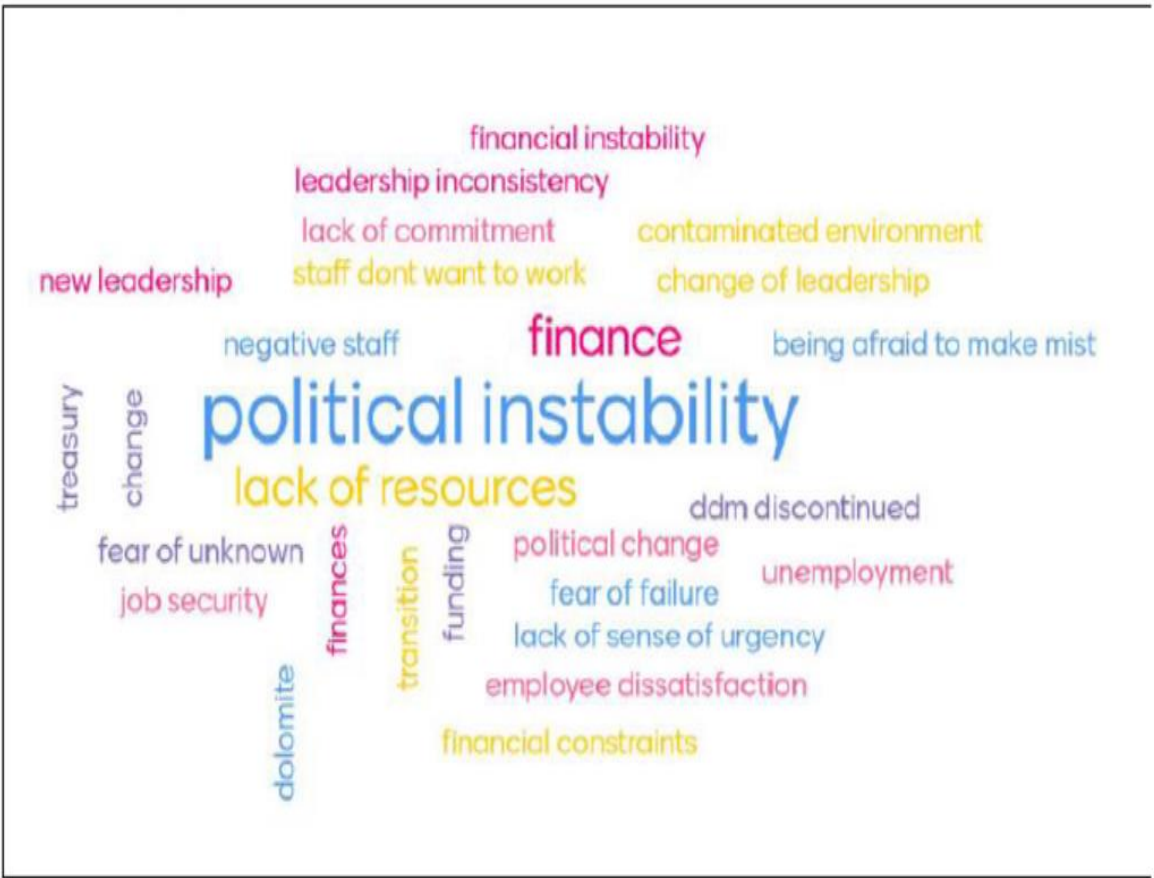 financial instability
leadership inconsistency
lack of commitment
contaminated environment
new leadership
staff dont want to work
change of leadership
negative staff
finance
being afraid to make mist
treasury
change
political instability
lack of resources
ddm discontinued
fear of unknown
finances
transition
funding
political change
unemployment
job security
fear of failure
lack of sense of urgency
dolomite
employee dissatisfaction
financial constraints